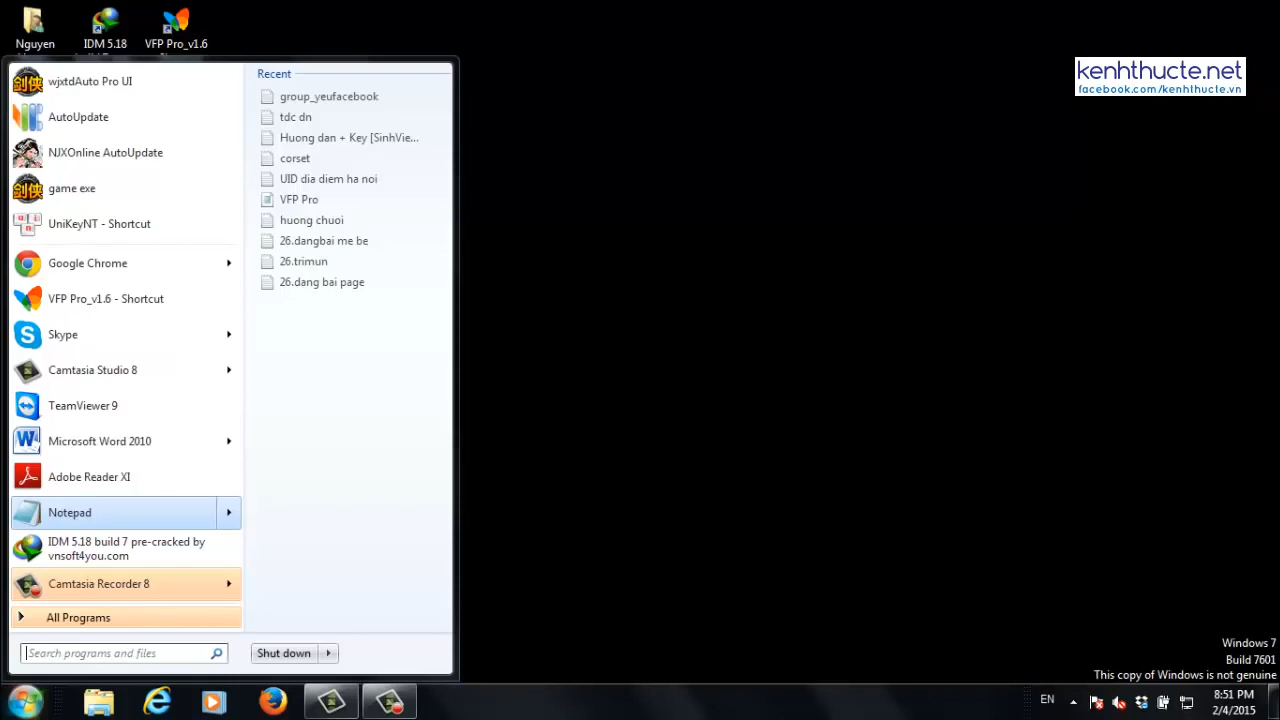 Nguyen
IDM 5.18
VFP Pro_v1.6
wjxtdAuto Pro UI
AutoUpdate
NJXOnline AutoUpdate
game exe
UniKeyNT - Shortcut
Google Chrome
VFP Pro_v1.6 - Shortcut
Skype
Camtasia Studio 8
TeamViewer 9
Microsoft Word 2010
Adobe Reader XI
Notepad
IDM 5.18 build 7 pre-cracked by
vnsoft4you.com
Camtasia Recorder 8
All Programs
Search programs and files
Shut down
Recent
group_yeufacebook
tdc dn
Huong dan + Key [SinhVie...
corset
UID dia diem ha noi
VFP Pro
huong chuoi
26.dangbai me be
26.trimun
26.dang bai page
kenhthucte.net
facebook.com/kenhthucte.vn
Windows 7
Build 7601
This copy of Windows is not genuine
EN
8:51 PM
2/4/2015